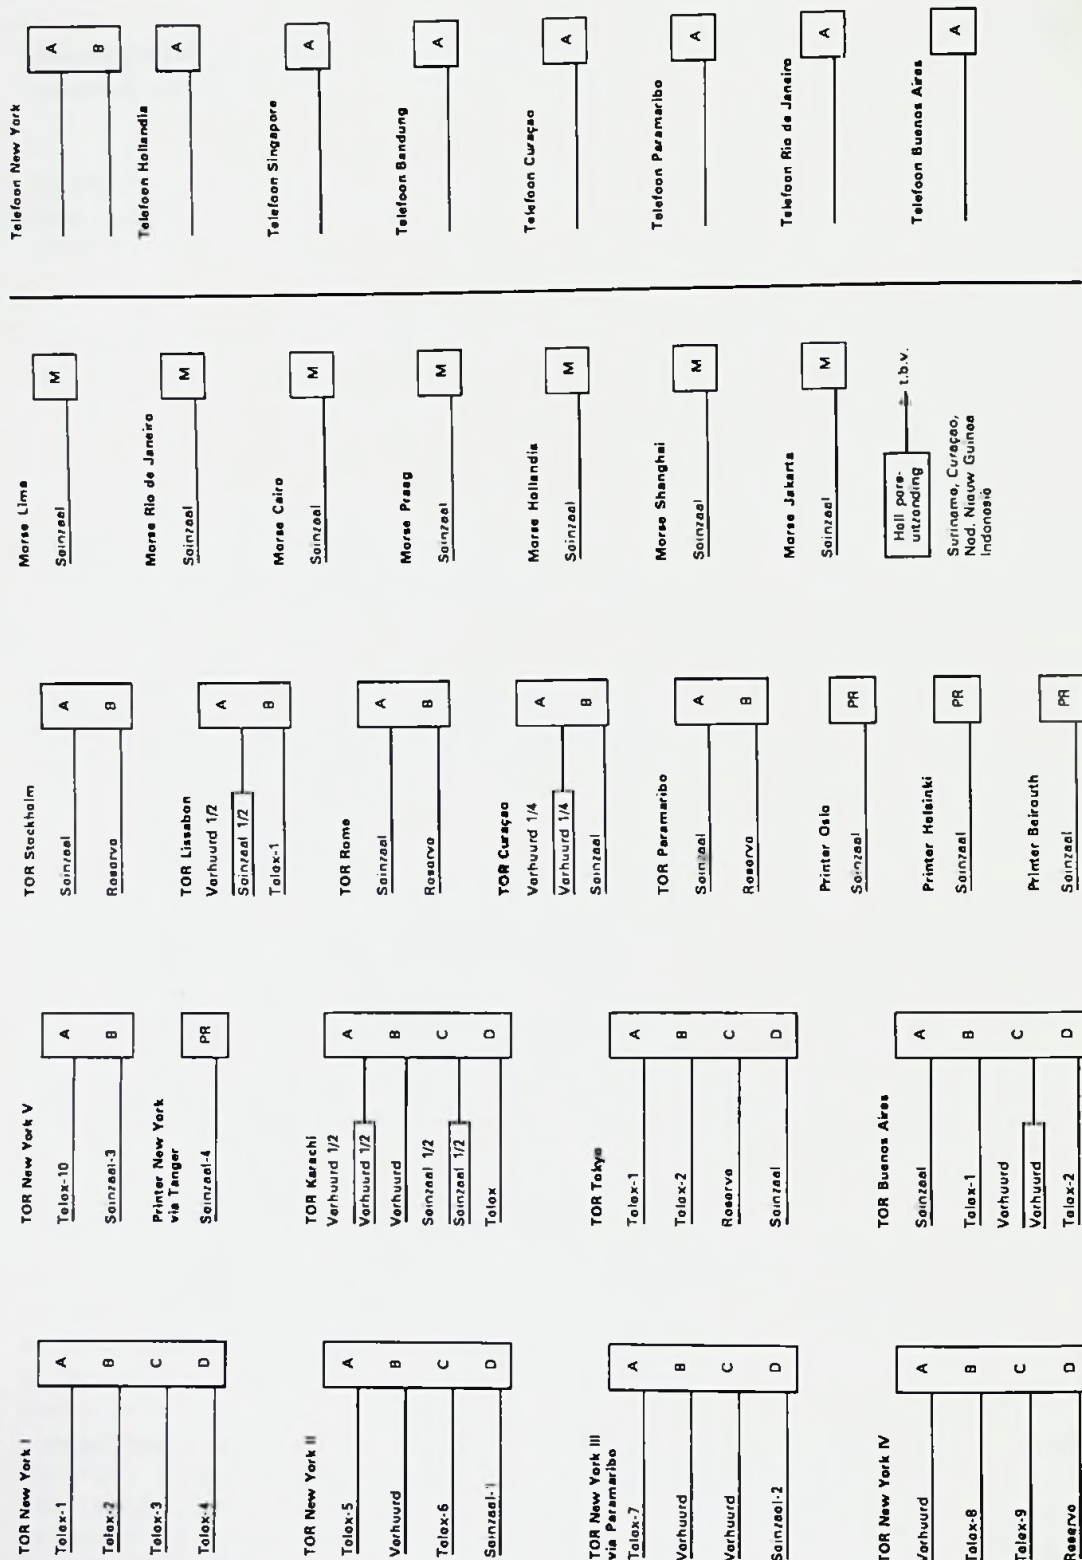 TOR New York I
Telex-1
A
Telex-2
B
Telex-3
C
Telex-4
D
TOR New York II
Telex-5
A
Verhuurd
B
Telex-6
C
Seinzaal-1
D
TOR New York III
via Paramaribo
Telex-7
A
Verhuurd
B
Verhuurd
C
Seinzaal-2
D
TOR New York IV
Verhuurd
A
Telex-8
B
Telex-9
C
Reserve
D
TOR New York V
Telex-10
A
Seinzaal-3
B
Printer New York
via Tanger
Seinzaal-4
PR
TOR Karachi
Verhuurd 1/2
Verhuurd 1/2
A
Verhuurd
B
Seinzaal 1/2
Seinzaal 1/2
C
Telex
D
TOR Tokyo
Telex-1
A
Telex-2
B
Reserve
C
Seinzaal
D
TOR Buenos Aires
Seinzaal
A
Telex-1
B
Verhuurd
Verhuurd
C
Telex-2
D
TOR Stockholm
Seinzaal
A
Reserve
B
TOR Lissabon
Verhuurd 1/2
Seinzaal 1/2
A
Telex-1
B
TOR Rome
Seinzaal
A
Reserve
B
TOR Curaçao
Verhuurd 1/4
Verhuurd 1/4
A
Seinzaal
B
TOR Paramaribo
Seinzaal
A
Reserve
B
Printer Oslo
Seinzaal
PR
Printer Helsinki
Seinzaal
PR
Printer Beirouth
Seinzaal
PR
Morse Lima
Seinzaal
M
Morse Rio de Janeiro
Seinzaal
M
Morse Cairo
Seinzaal
M
Morse Praag
Seinzaal
M
Morse Hollandia
Seinzaal
M
Morse Shanghai
Seinzaal
M
Morse Jakarta
Seinzaal
M
Hell pers-
uitzending
t.b.v.
Suriname, Curaçao,
Ned. Nieuw Guinea
Indonesië
Telefoon New York
A
B
Telefoon Hollandia
A
Telefoon Singapore
A
Telefoon Bandung
A
Telefoon Curaçao
A
Telefoon Paramaribo
A
Telefoon Rio de Janeiro
A
Telefoon Buenos Aires
A